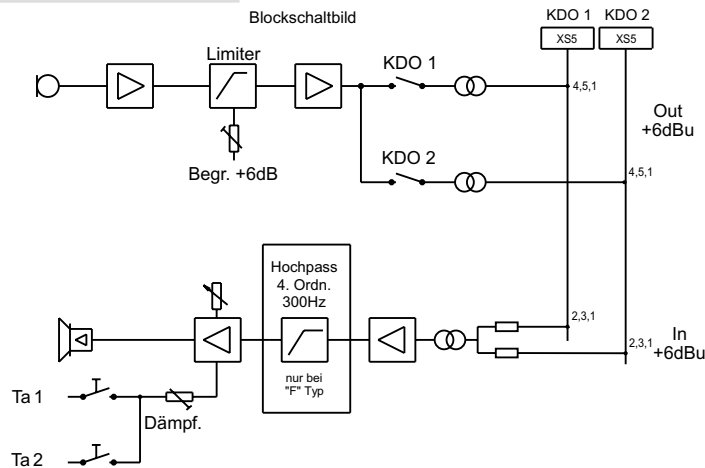 Blockschaltbild
KDO 1
KDO 2
XS5
XS5
Limiter
KDO 1
4,5,1
Out
+6dBu
Begr. +6dB
KDO 2
4,5,1
Hochpass
4. Ordn.
300Hz
2,3,1
In
+6dBu
2,3,1
nur bei
"F" Typ
Ta 1
Dämpf.
Ta 2